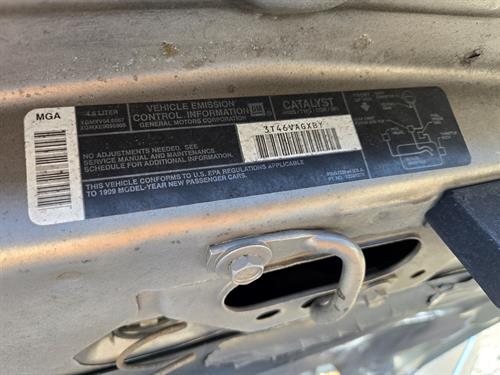 MGA
4.6 LITER
VEHICLE EMISSION
CONTROL INFORMATION
GENERAL MOTORS CORPORATION
GM
CATALYST
3T46VAGXBY
NO ADJUSTMENTS NEEDED. SEE
SERVICE MANUAL AND MAINTENANCE
SCHEDULE FOR ADDITIONAL INFORMATION.
THIS VEHICLE CONFORMS TO U.S. EPA REGULATIONS APPLICABLE
TO 1999 MODEL-YEAR NEW PASSENGER CARS.